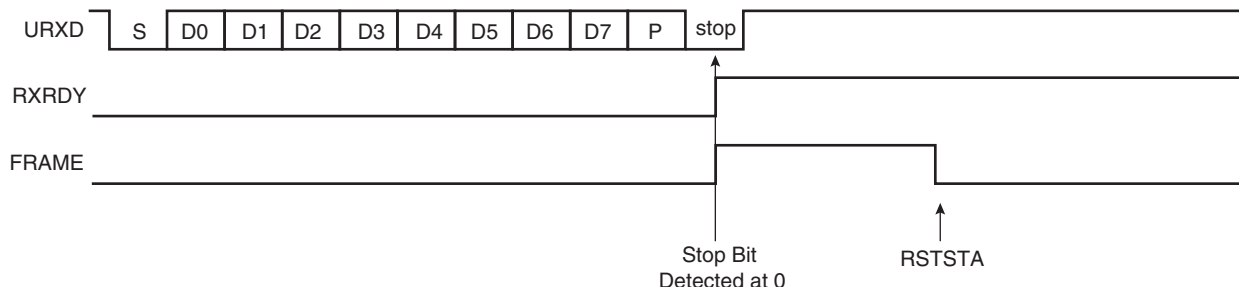 URXD S D0 D1 D2 D3 D4 D5 D6 D7 P stop
RXRDY
FRAME
Stop Bit
Detected at 0
RSTSTA